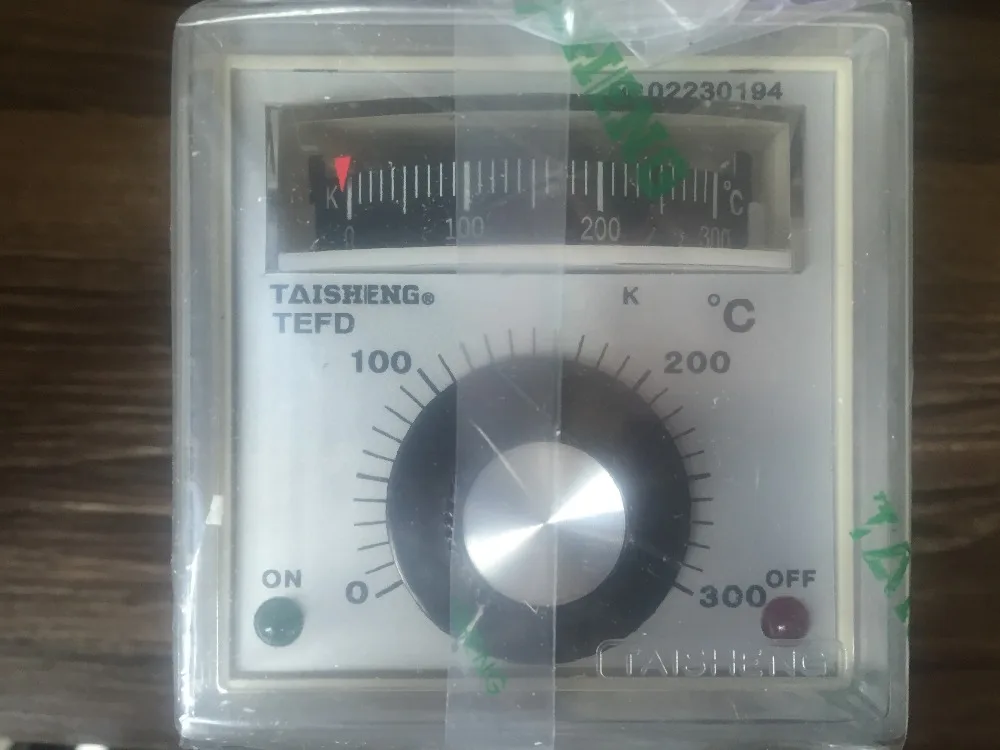 02230194
K °C
0 100 200 300
TAISHENG®
K °C
TEFD
100 200
ON OFF
0 300
TAISHENG